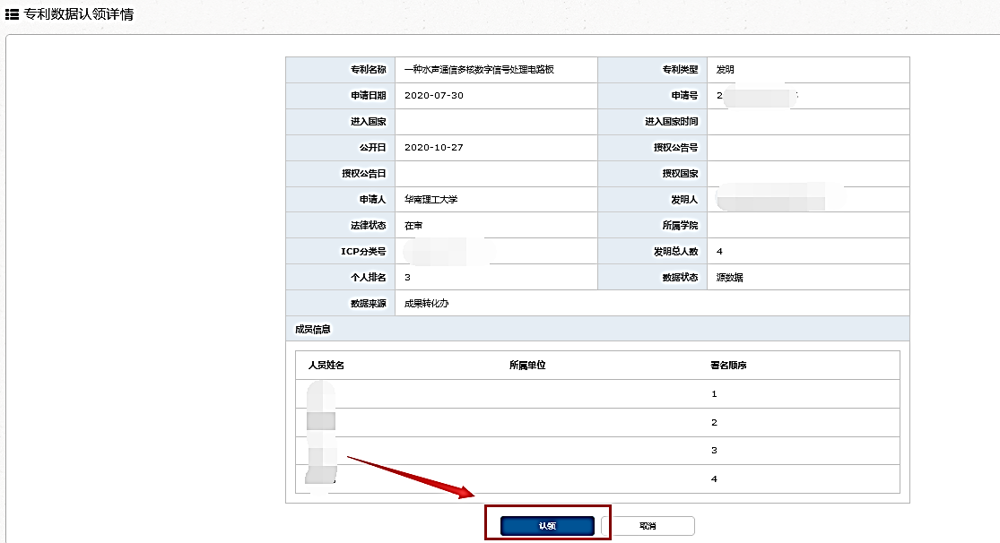 专利数据认领详情
专利名称 一种水声通信多核数字信号处理电路板 专利类型 发明
申请日期 2020-07-30 申请号 2
进入国家 进入国家时间
公开日 2020-10-27 授权公告号
授权公告日 授权国家
申请人 华南理工大学 发明人
法律状态 在审 所属学院
ICP分类号 发明总人数 4
个人排名 3 数据状态 源数据
数据来源 成果转化办
成员信息
人员姓名 所属单位 署名顺序
1
2
3
4
认领 取消